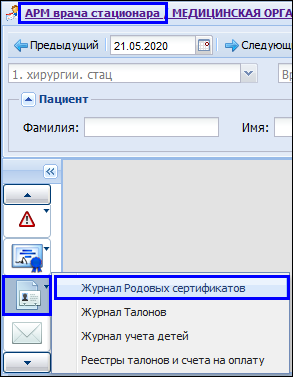 АРМ врача стационара / МЕДИЦИНСКАЯ ОРГА
Предыдущий 21.05.2020 Следующ
1. хирургии. стац Вр
Пациент
Фамилия: Имя:
Журнал Родовых сертификатов
Журнал Талонов
Журнал учета детей
Реестры талонов и счета на оплату